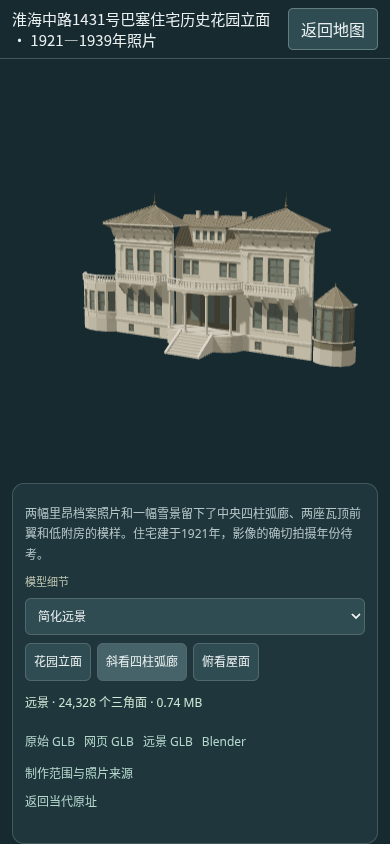 淮海中路1431号巴塞住宅历史花园立面
· 1921—1939年照片
返回地图
两幅里昂档案照片和一幅雪景留下了中央四柱弧廊、两座瓦顶前
翼和低附房的模样。住宅建于1921年，影像的确切拍摄年份待
考。
模型细节
简化远景
花园立面
斜看四柱弧廊
俯看屋面
远景 · 24,328 个三角面 · 0.74 MB
原始 GLB 网页 GLB 远景 GLB Blender
制作范围与照片来源
返回当代原址